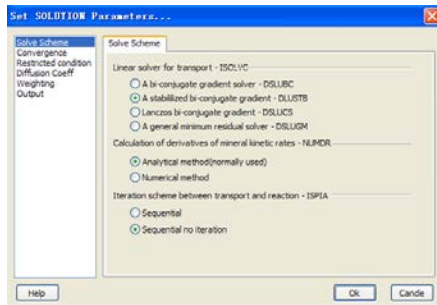 Set SOLUTION Parameters...
Solve Scheme
Convergence
Restricted condition
Diffusion Coeff
Weighting
Output
Solve Scheme
Linear solver for transport - ISOLVC
A bi-conjugate gradient solver - DSLUBC
A stabilized bi-conjugate gradient - DLUSTB
Lanczos bi-conjugate gradient - DSLUCS
A general minimum residual solver - DSLUGM
Calculation of derivatives of mineral kinetic rates - NUMDR
Analytical method(normally used)
Numerical method
Iteration scheme between transport and reaction - ISPIA
Sequential
Sequential no iteration
Help
Ok
Cande